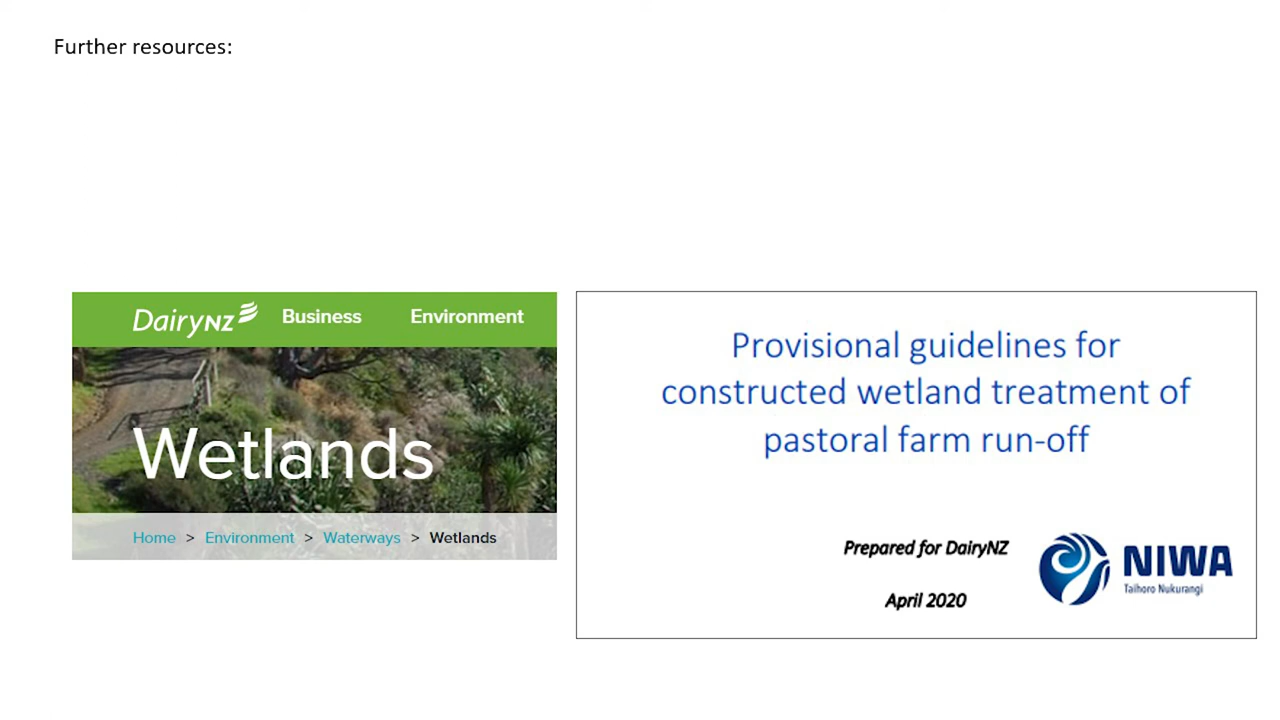 Further resources:
DairyNZ Business Environment
Wetlands
Home > Environment > Waterways > Wetlands
Provisional guidelines for
constructed wetland treatment of
pastoral farm run-off
Prepared for DairyNZ
April 2020
NIWA
Taihoro Nukurangi